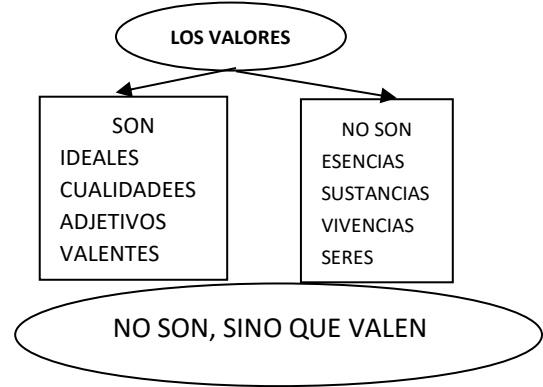 LOS VALORES
SON
IDEALES
CUALIDADEES
ADJETIVOS
VALENTES
NO SON
ESENCIAS
SUSTANCIAS
VIVENCIAS
SERES
NO SON, SINO QUE VALEN